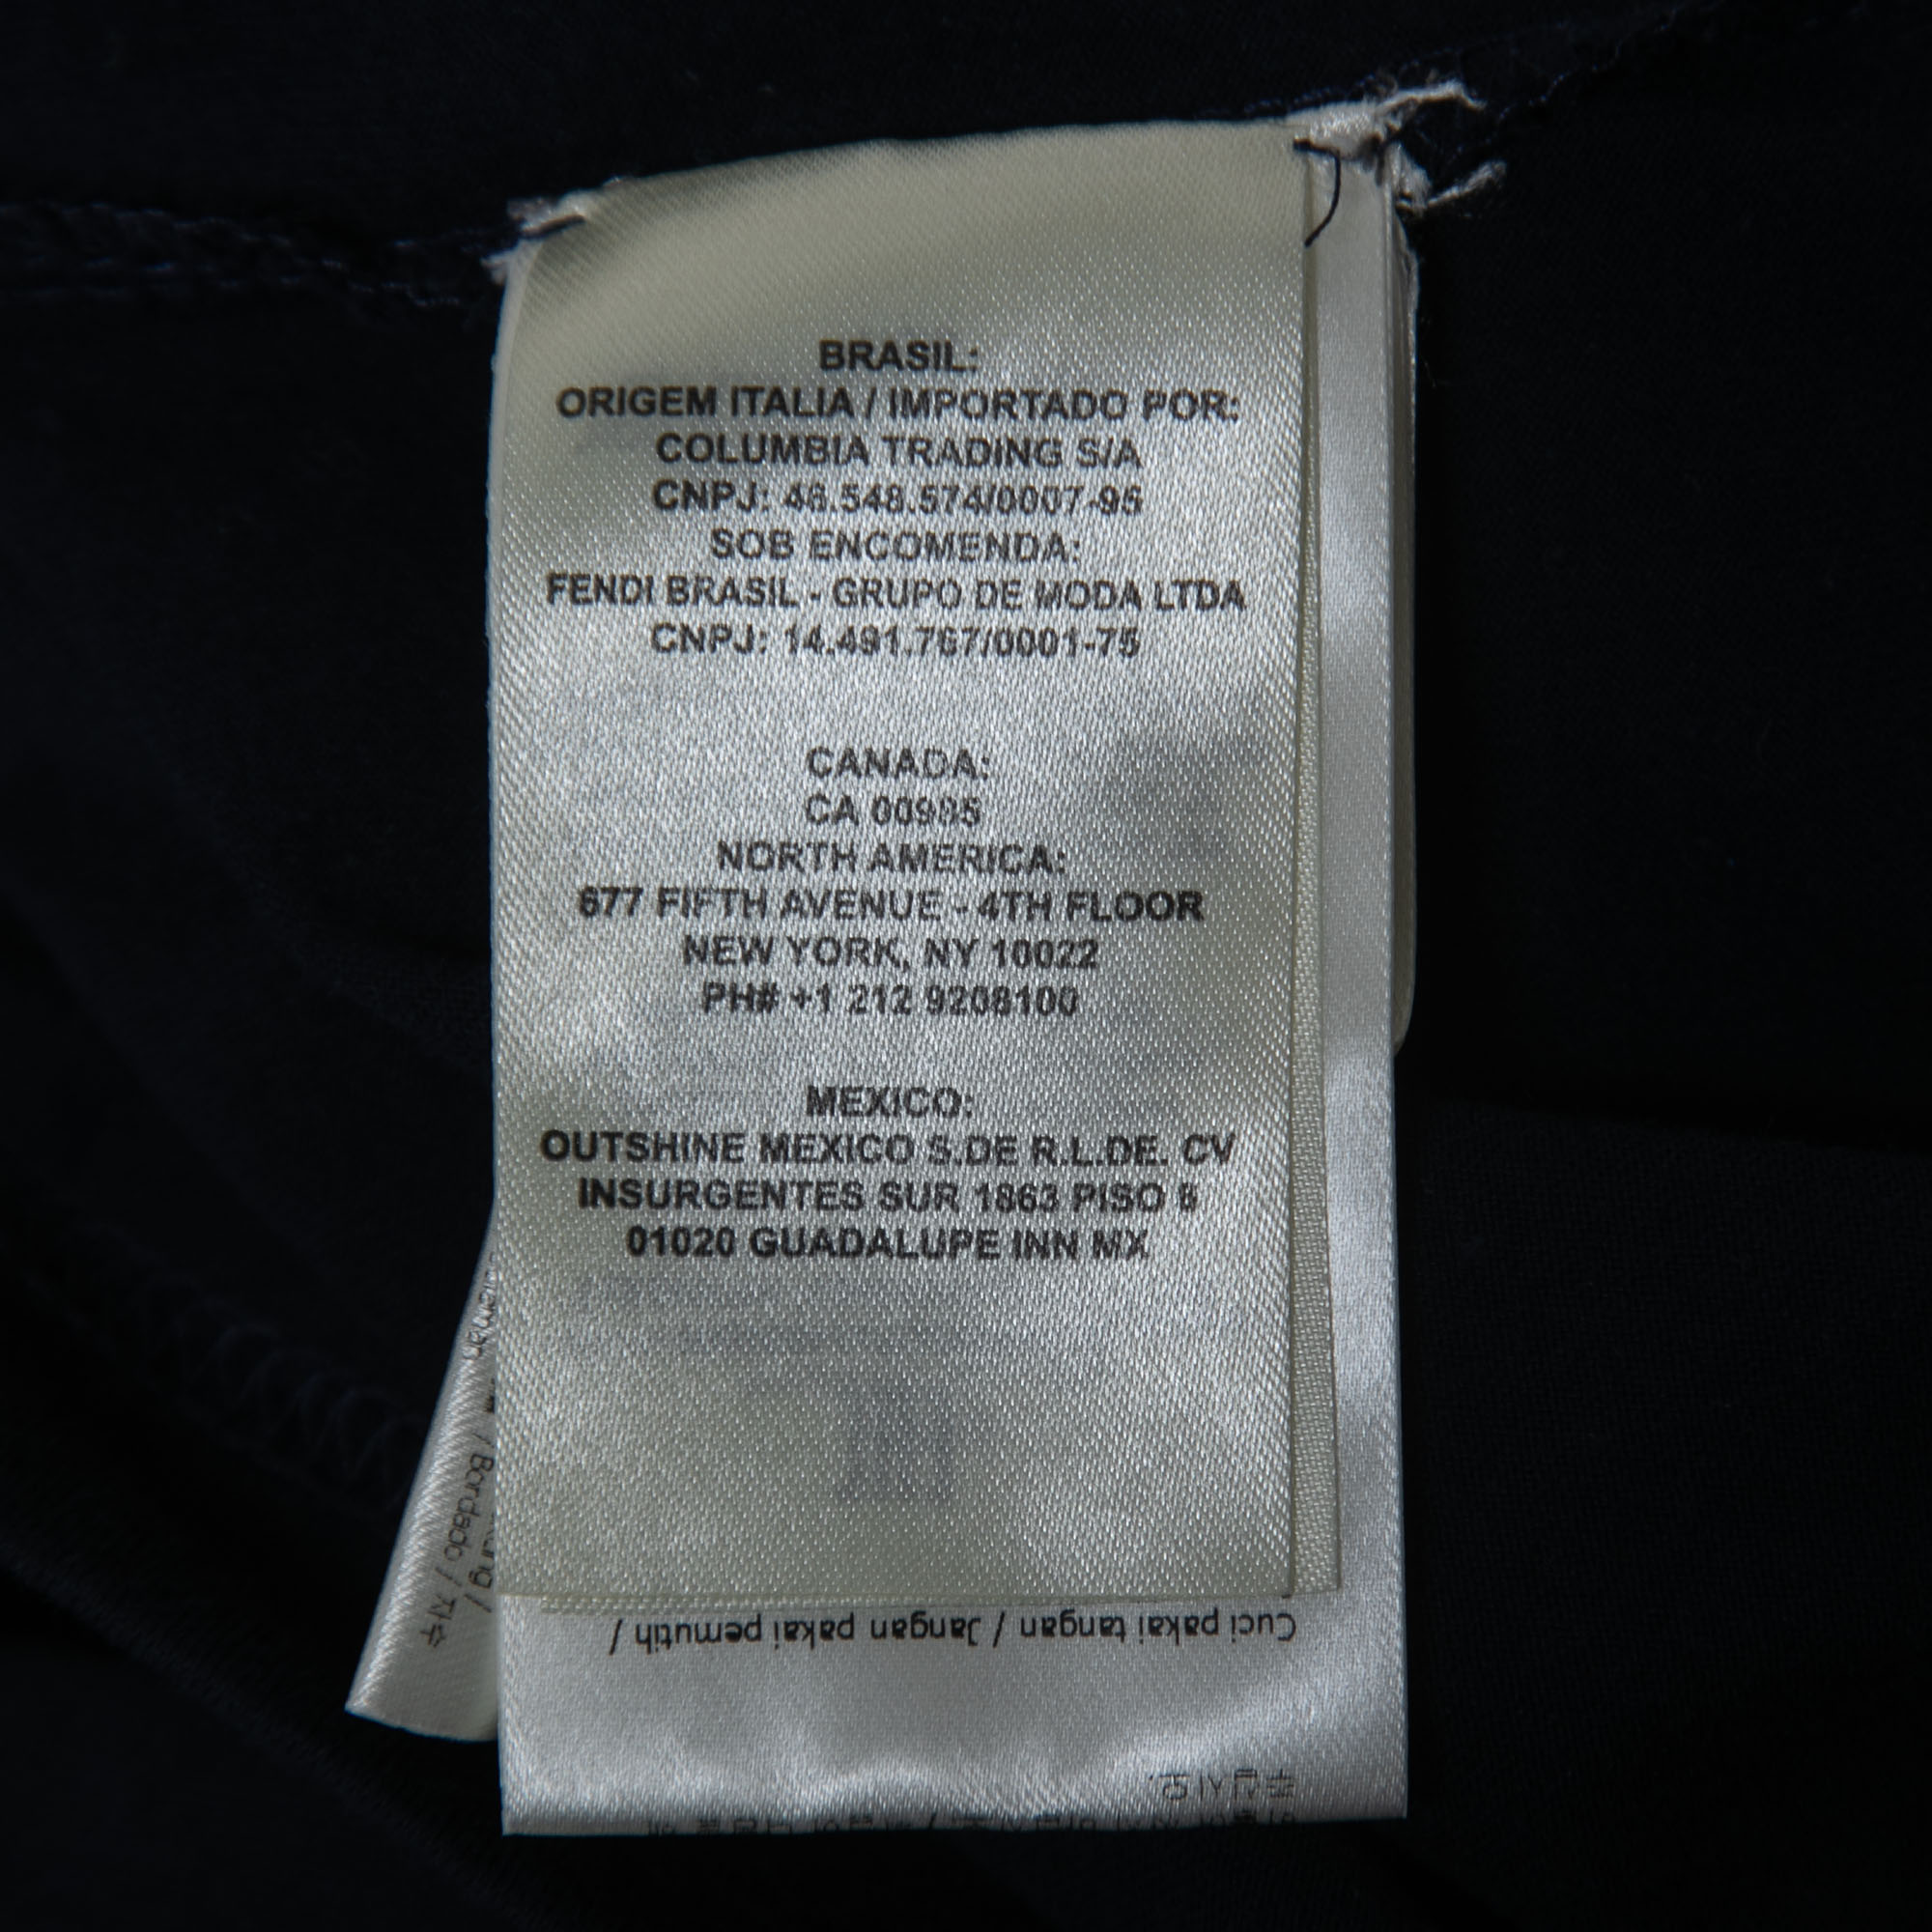 BRASIL:
ORIGEM ITALIA / IMPORTADO POR:
COLUMBIA TRADING S/A
CNPJ: 46.548.574/0007-95
SOB ENCOMENDA:
FENDI BRASIL - GRUPO DE MODA LTDA
CNPJ: 14.491.767/0001-75
CANADA:
CA 00985
NORTH AMERICA:
677 FIFTH AVENUE - 4TH FLOOR
NEW YORK, NY 10022
PH# +1 212 9208100
MEXICO:
OUTSHINE MEXICO S.DE R.L.DE. CV
INSURGENTES SUR 1863 PISO 8
01020 GUADALUPE INN MX
/ Bordado / 자수
Cuci pakai tangan / Jangan pakai pemutih /